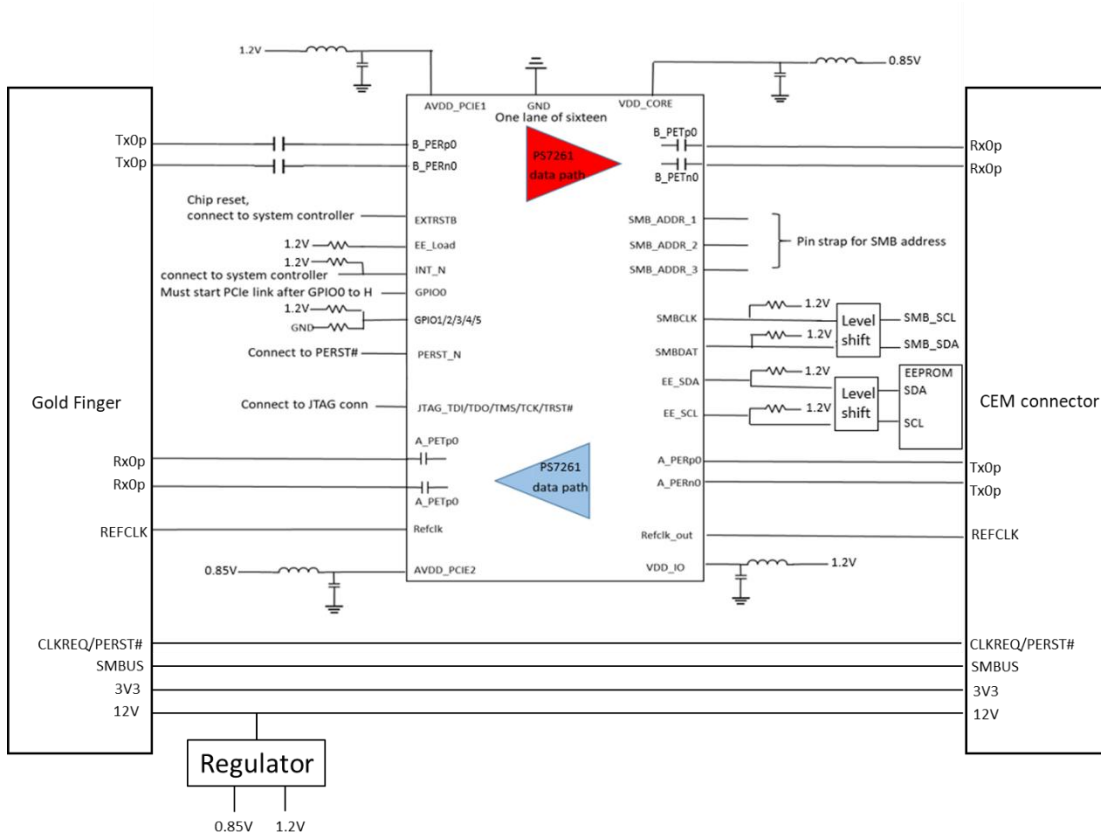 1.2V
0.85V
AVDD_PCIE1
GND
VDD_CORE
One lane of sixteen
Tx0p
B_PERp0
B_PETp0
Rx0p
PS7261
data path
Tx0p
B_PERn0
B_PETn0
Rx0p
Chip reset,
connect to system controller
EXTRSTB
SMB_ADDR_1
1.2V
EE_Load
SMB_ADDR_2
Pin strap for SMB address
1.2V
connect to system controller
INT_N
SMB_ADDR_3
Must start PCIe link after GPIO0 to H
GPIO0
1.2V
GND
GPIO1/2/3/4/5
SMBCLK
1.2V
Level
shift
SMB_SCL
1.2V
SMB_SDA
Connect to PERST#
PERST_N
SMBDAT
EE_SDA
1.2V
EEPROM
SDA
Level
shift
Gold Finger
CEM connector
Connect to JTAG conn
JTAG_TDI/TDO/TMS/TCK/TRST#
EE_SCL
1.2V
SCL
A_PETp0
Rx0p
A_PERp0
Tx0p
PS7261
data path
Rx0p
A_PETp0
A_PERn0
Tx0p
REFCLK
Refclk
Refclk_out
REFCLK
0.85V
AVDD_PCIE2
VDD_IO
1.2V
CLKREQ/PERST#
CLKREQ/PERST#
SMBUS
SMBUS
3V3
3V3
12V
12V
Regulator
0.85V
1.2V